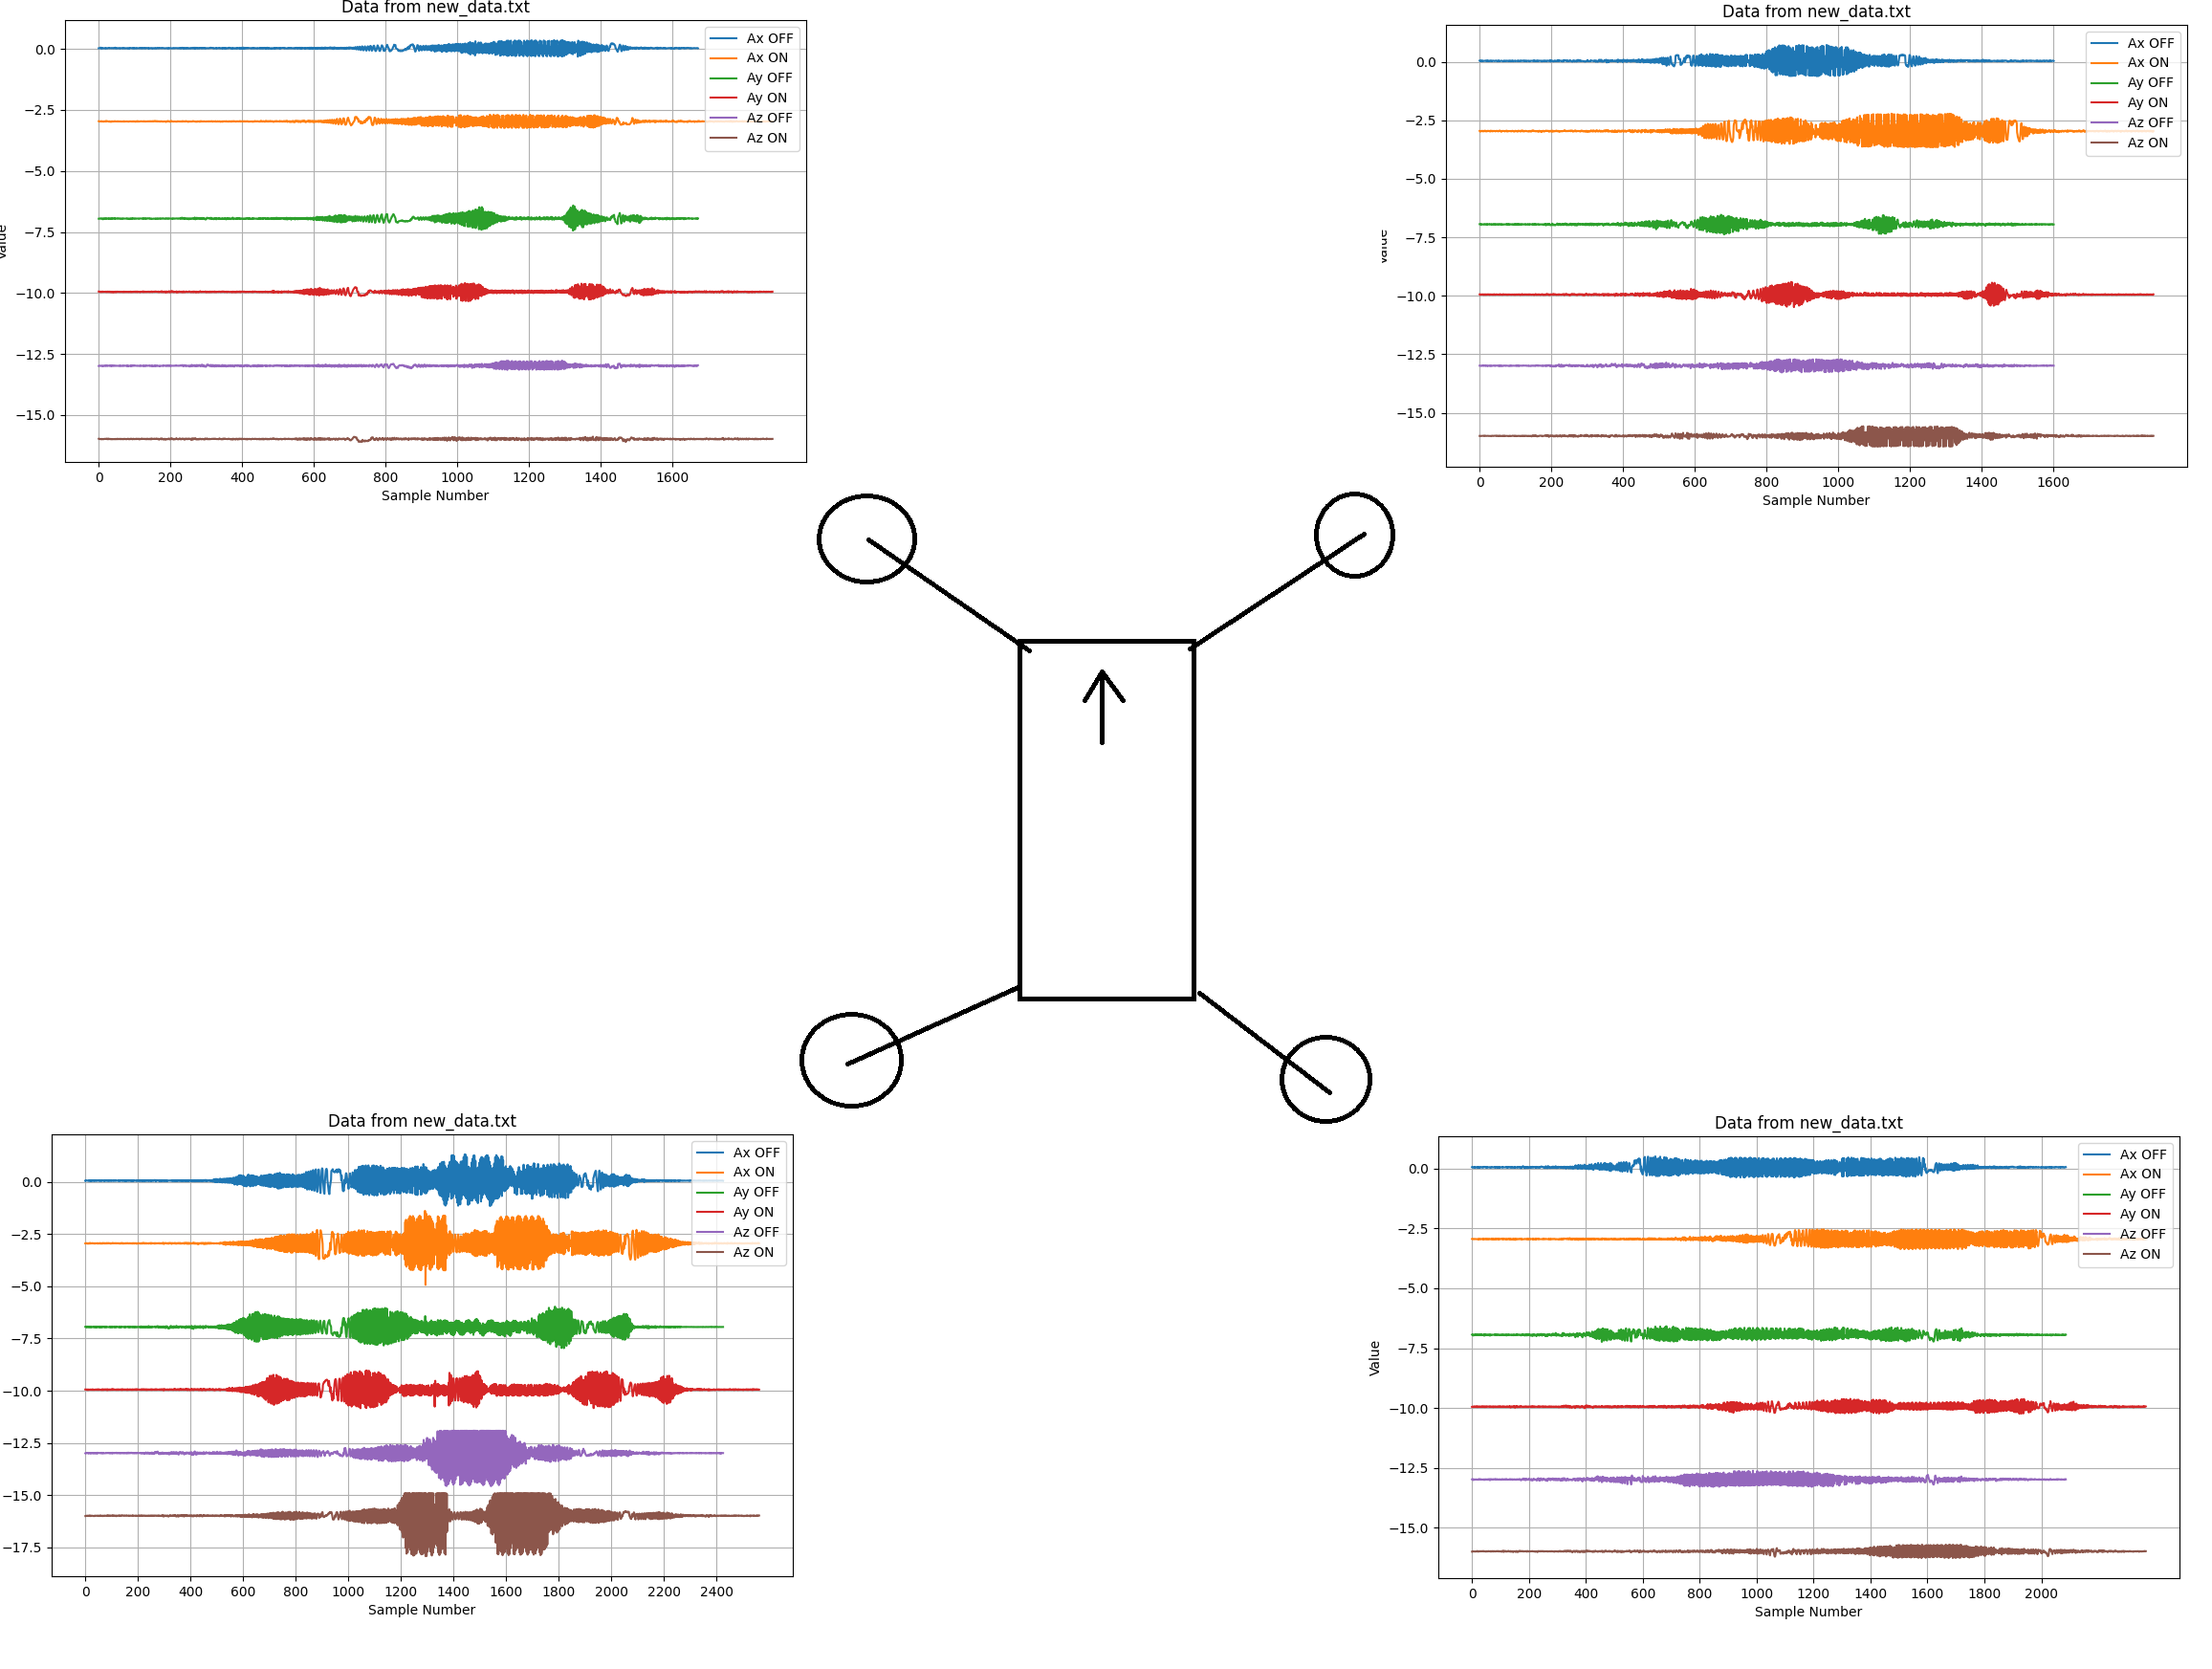 Data from new_data.txt
Ax OFF
Ax ON
Ay OFF
Ay ON
Az OFF
Az ON
0.0
−2.5
−5.0
−7.5
−10.0
−12.5
−15.0
Value
0 200 400 600 800 1000 1200 1400 1600
Sample Number
Data from new_data.txt
Ax OFF
Ax ON
Ay OFF
Ay ON
Az OFF
Az ON
0.0
−2.5
−5.0
−7.5
−10.0
−12.5
−15.0
Value
0 200 400 600 800 1000 1200 1400 1600
Sample Number
Data from new_data.txt
Ax OFF
Ax ON
Ay OFF
Ay ON
Az OFF
Az ON
0.0
−2.5
−5.0
−7.5
−10.0
−12.5
−15.0
−17.5
0 200 400 600 800 1000 1200 1400 1600 1800 2000 2200 2400
Sample Number
Data from new_data.txt
Ax OFF
Ax ON
Ay OFF
Ay ON
Az OFF
Az ON
0.0
−2.5
−5.0
−7.5
−10.0
−12.5
−15.0
Value
0 200 400 600 800 1000 1200 1400 1600 1800 2000
Sample Number